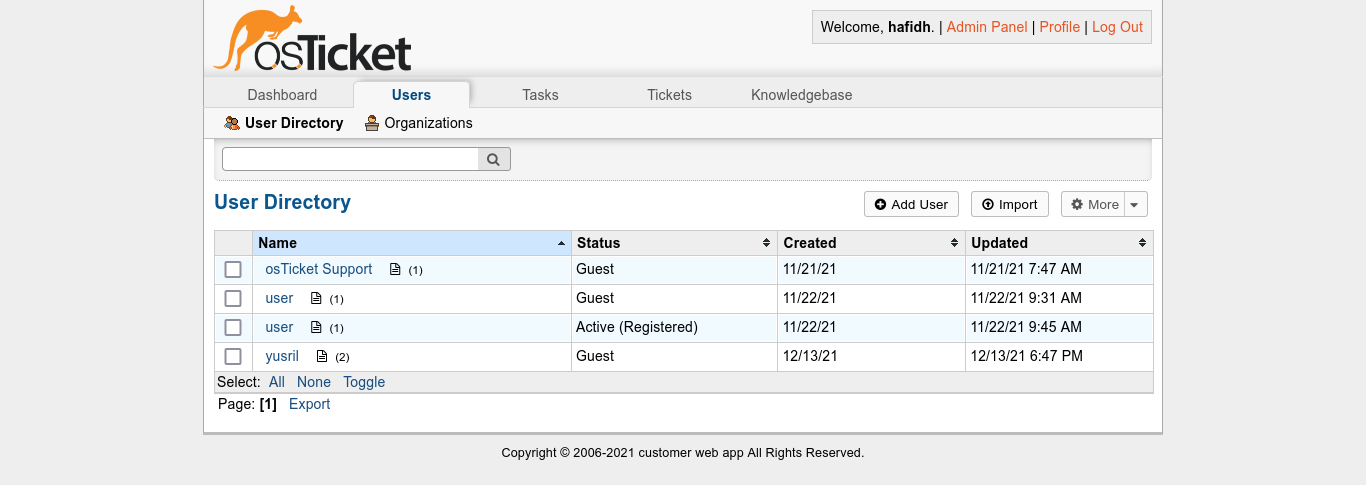 osTicket
Welcome, hafidh. | Admin Panel | Profile | Log Out
Dashboard Users Tasks Tickets Knowledgebase
User Directory Organizations
User Directory
Add User Import More
Name Status Created Updated
osTicket Support (1) Guest 11/21/21 11/21/21 7:47 AM
user (1) Guest 11/22/21 11/22/21 9:31 AM
user (1) Active (Registered) 11/22/21 11/22/21 9:45 AM
yusril (2) Guest 12/13/21 12/13/21 6:47 PM
Select: All None Toggle
Page: [1] Export
Copyright © 2006-2021 customer web app All Rights Reserved.